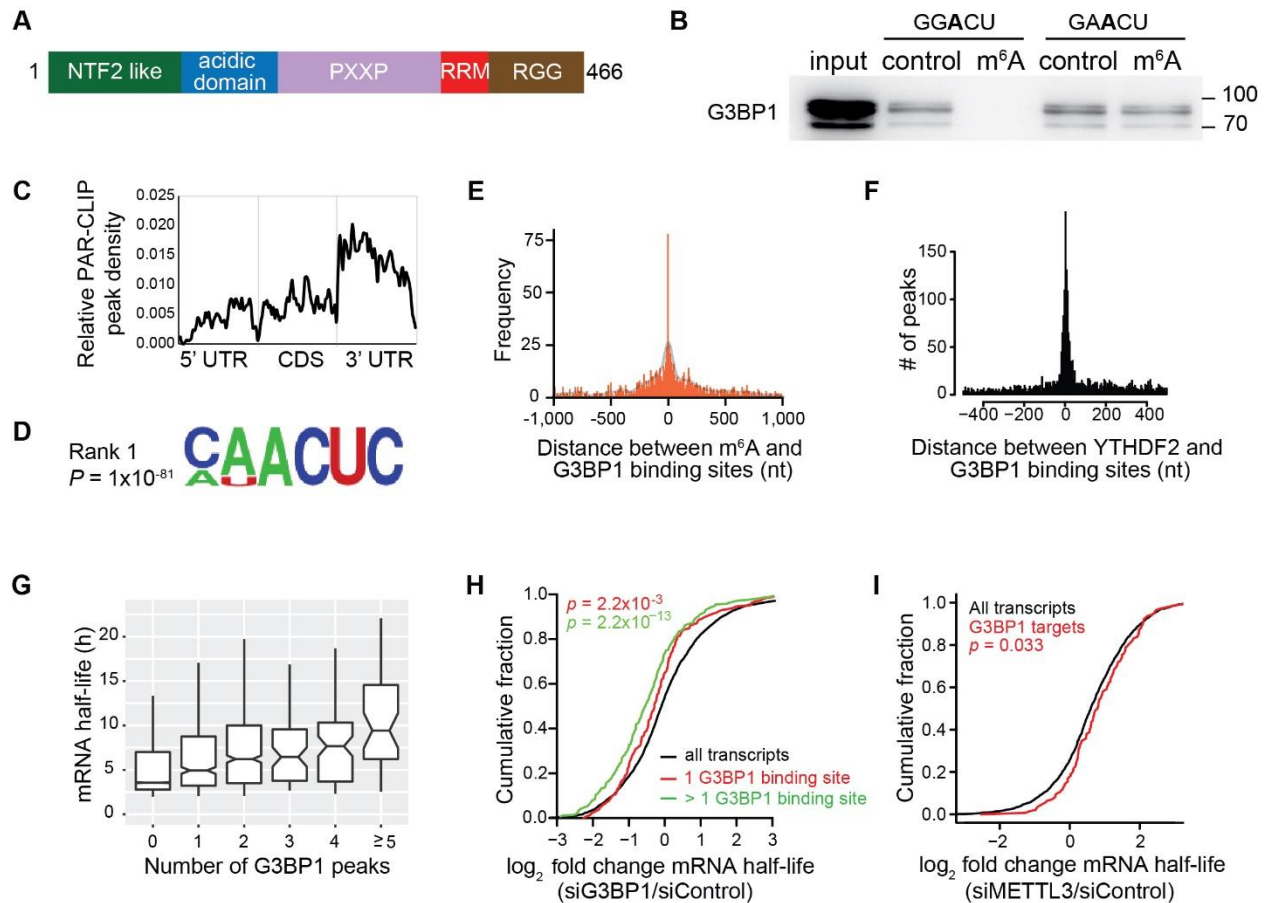 A
1 NTF2 like acidic domain PXXP RRM RGG 466
B
GGACU GAACU
input control m⁶A control m⁶A
G3BP1
100
70
C
Relative PAR-CLIP
peak density
0.025
0.020
0.015
0.010
0.005
0.000
5' UTR CDS 3' UTR
D
Rank 1
P = 1x10⁻⁸¹
CAACUC
AU
E
Frequency
75
50
25
0
-1,000 -500 0 500 1,000
Distance between m⁶A and
G3BP1 binding sites (nt)
F
# of peaks
150
100
50
0
−400 −200 0 200 400
Distance between YTHDF2 and
G3BP1 binding sites (nt)
G
mRNA half-life (h)
20
15
10
5
0
0 1 2 3 4 ≥5
Number of G3BP1 peaks
H
Cumulative fraction
1.0
0.8
0.6
0.4
0.2
0.0
p = 2.2x10⁻³
p = 2.2x10⁻¹³
all transcripts
1 G3BP1 binding site
> 1 G3BP1 binding site
−3 −2 −1 0 1 2 3
log₂ fold change mRNA half-life
(siG3BP1/siControl)
I
Cumulative fraction
1.0
0.8
0.6
0.4
0.2
0.0
All transcripts
G3BP1 targets
p = 0.033
−2 0 2
log₂ fold change mRNA half-life
(siMETTL3/siControl)